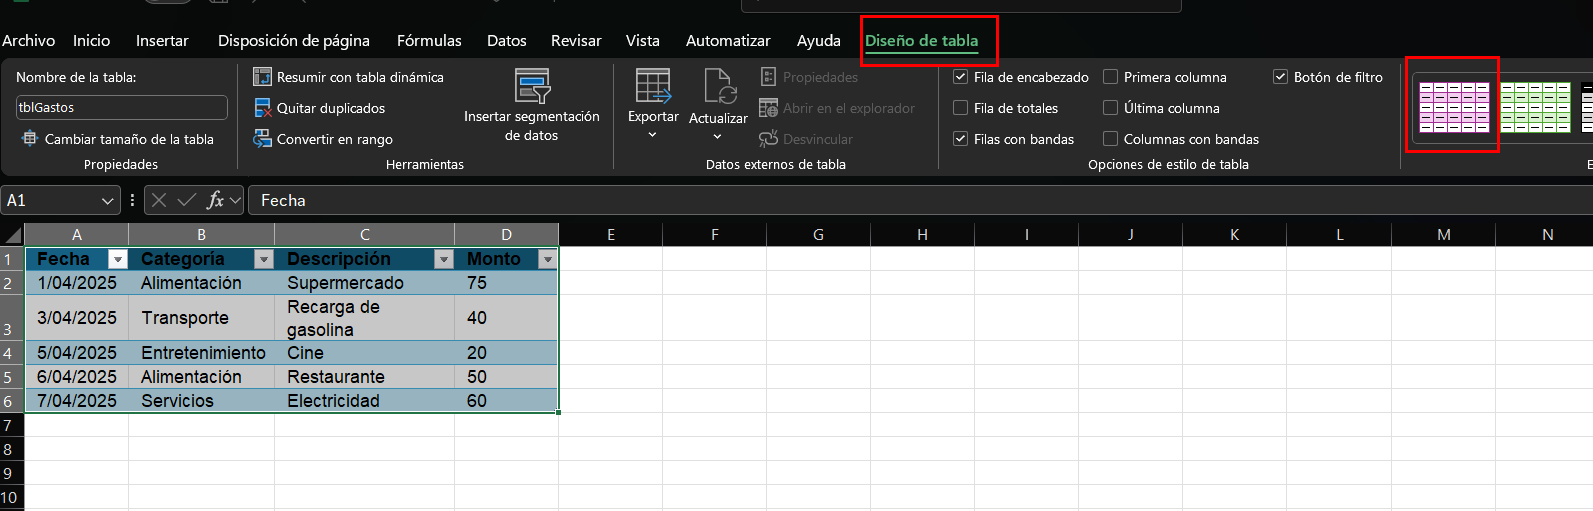 Archivo Inicio Insertar Disposición de página Fórmulas Datos Revisar Vista Automatizar Ayuda Diseño de tabla
Nombre de la tabla:
tblGastos
Cambiar tamaño de la tabla
Propiedades
Resumir con tabla dinámica
Quitar duplicados
Convertir en rango
Insertar segmentación
de datos
Herramientas
Exportar
Actualizar
Propiedades
Abrir en el explorador
Desvincular
Datos externos de tabla
Fila de encabezado
Fila de totales
Filas con bandas
Primera columna
Última columna
Columnas con bandas
Botón de filtro
Opciones de estilo de tabla
E
A1 fx Fecha
A B C D E F G H I J K L M N
1 Fecha Categoría Descripción Monto
2 1/04/2025 Alimentación Supermercado 75
3 3/04/2025 Transporte Recarga de gasolina 40
4 5/04/2025 Entretenimiento Cine 20
5 6/04/2025 Alimentación Restaurante 50
6 7/04/2025 Servicios Electricidad 60
7
8
9
10